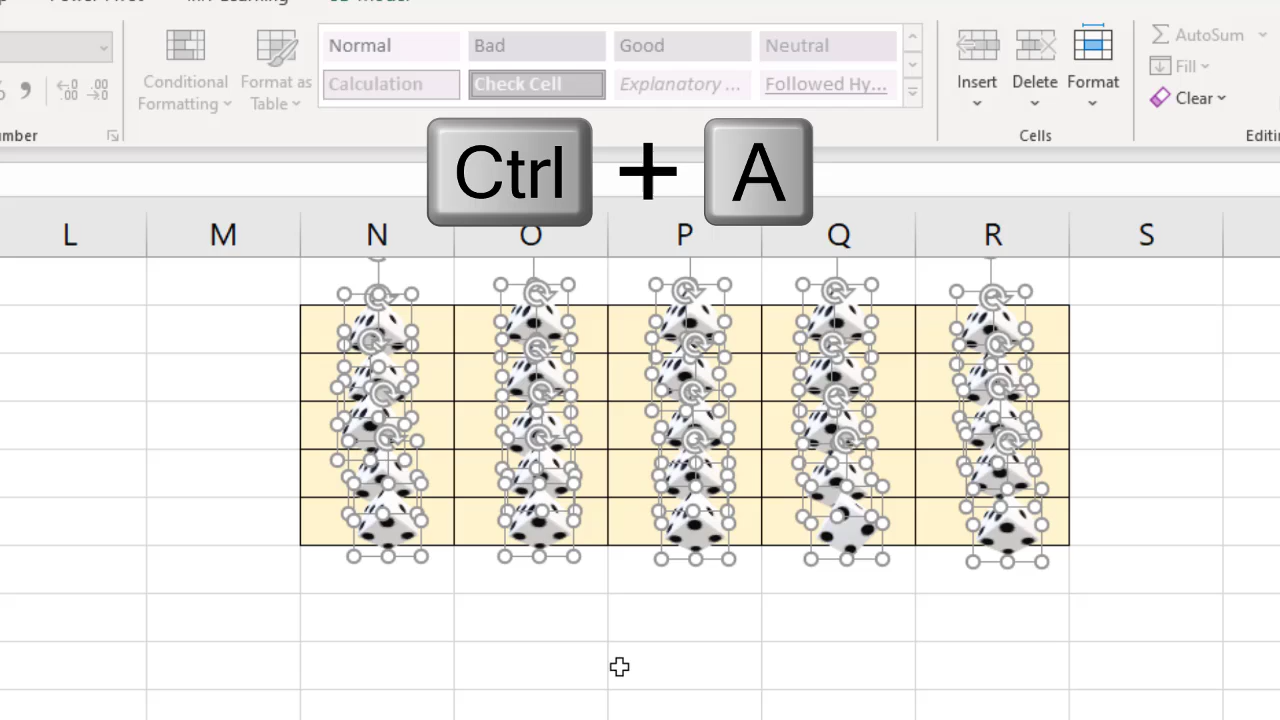 Normal Bad Good Neutral
Calculation Check Cell Explanatory ... Followed Hy...
Conditional Formatting
Format as Table
Insert Delete Format
AutoSum
Fill
Clear
Cells
Ctrl + A
L M N O P Q R S